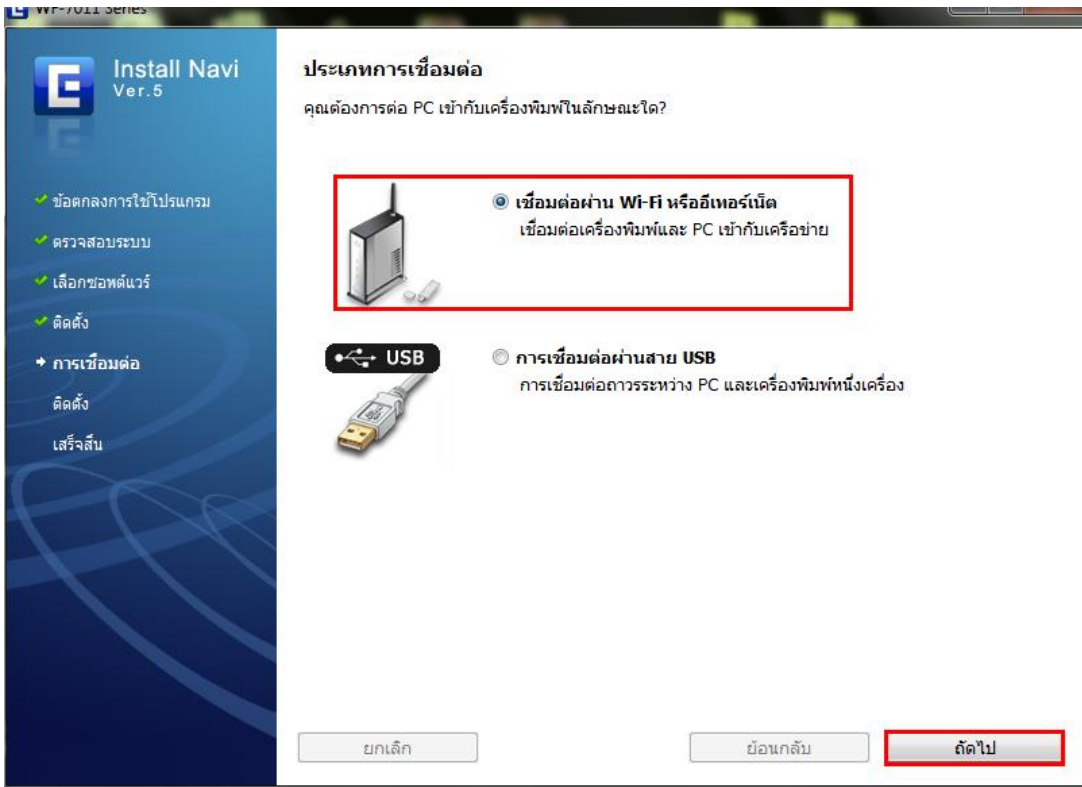 WF-7011 Series
Install Navi
Ver.5
ข้อตกลงการใช้โปรแกรม
ตรวจสอบระบบ
เลือกซอฟต์แวร์
ติดตั้ง
การเชื่อมต่อ
ติดตั้ง
เสร็จสิ้น
ประเภทการเชื่อมต่อ
คุณต้องการต่อ PC เข้ากับเครื่องพิมพ์ในลักษณะใด?
เชื่อมต่อผ่าน Wi-Fi หรืออีเทอร์เน็ต
เชื่อมต่อเครื่องพิมพ์และ PC เข้ากับเครือข่าย
USB
การเชื่อมต่อผ่านสาย USB
การเชื่อมต่อถาวรระหว่าง PC และเครื่องพิมพ์หนึ่งเครื่อง
ยกเลิก
ย้อนกลับ
ถัดไป